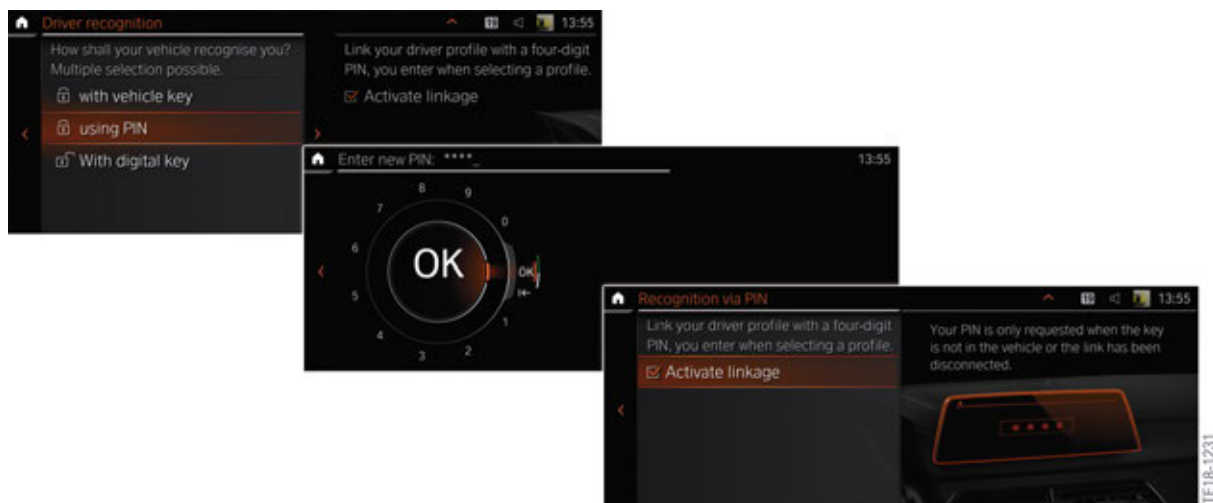 Driver recognition
13:55
How shall your vehicle recognise you?
Multiple selection possible.
with vehicle key
using PIN
With digital key
Link your driver profile with a four-digit
PIN, you enter when selecting a profile.
Activate linkage
Enter new PIN: ****_
13:55
8
9
7
0
6
OK
OK
5
1
4
3
2
Recognition via PIN
13:55
Link your driver profile with a four-digit
PIN, you enter when selecting a profile.
Activate linkage
Your PIN is only requested when the key
is not in the vehicle or the link has been
disconnected.
TE18-1231